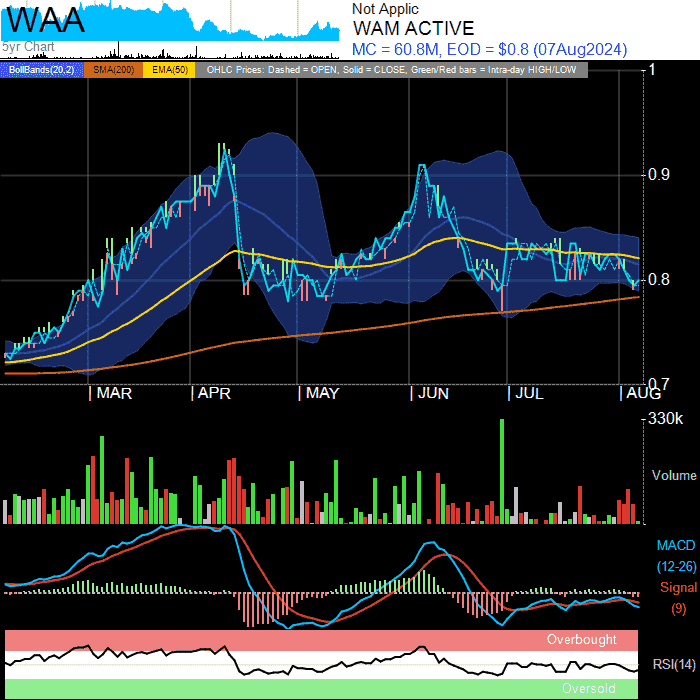 WAA
5yr Chart
Not Applic
WAM ACTIVE
MC = 60.8M, EOD = $0.8 (07Aug2024)
BollBands(20,2) SMA(200) EMA(50) OHLC Prices: Dashed = OPEN, Solid = CLOSE, Green/Red bars = Intra-day HIGH/LOW
1
0.9
0.8
0.7
MAR APR MAY JUN JUL AUG
330k
Volume
MACD
(12-26)
Signal
(9)
Overbought
RSI(14)
Oversold